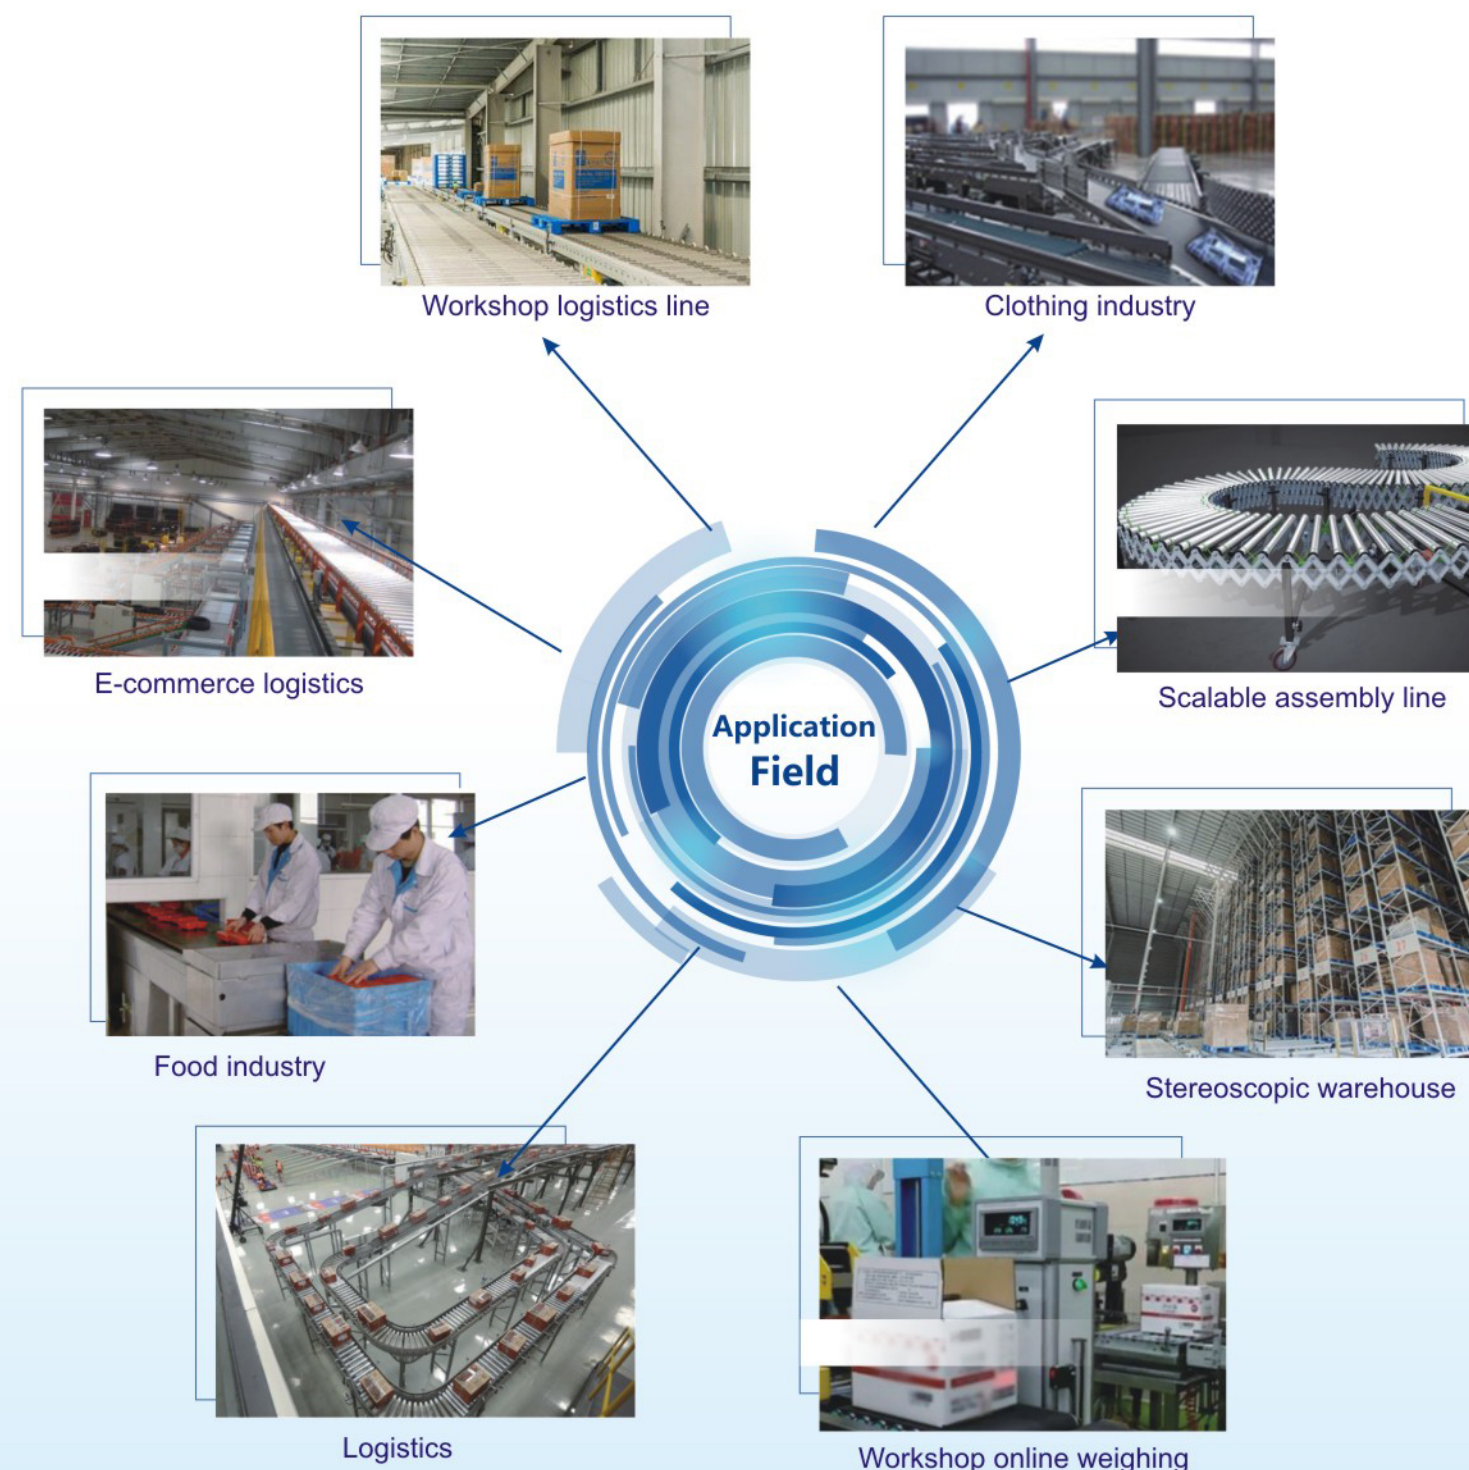 Workshop logistics line
Clothing industry
E-commerce logistics
Scalable assembly line
Application
Field
Food industry
Stereoscopic warehouse
Logistics
Workshop online weighing